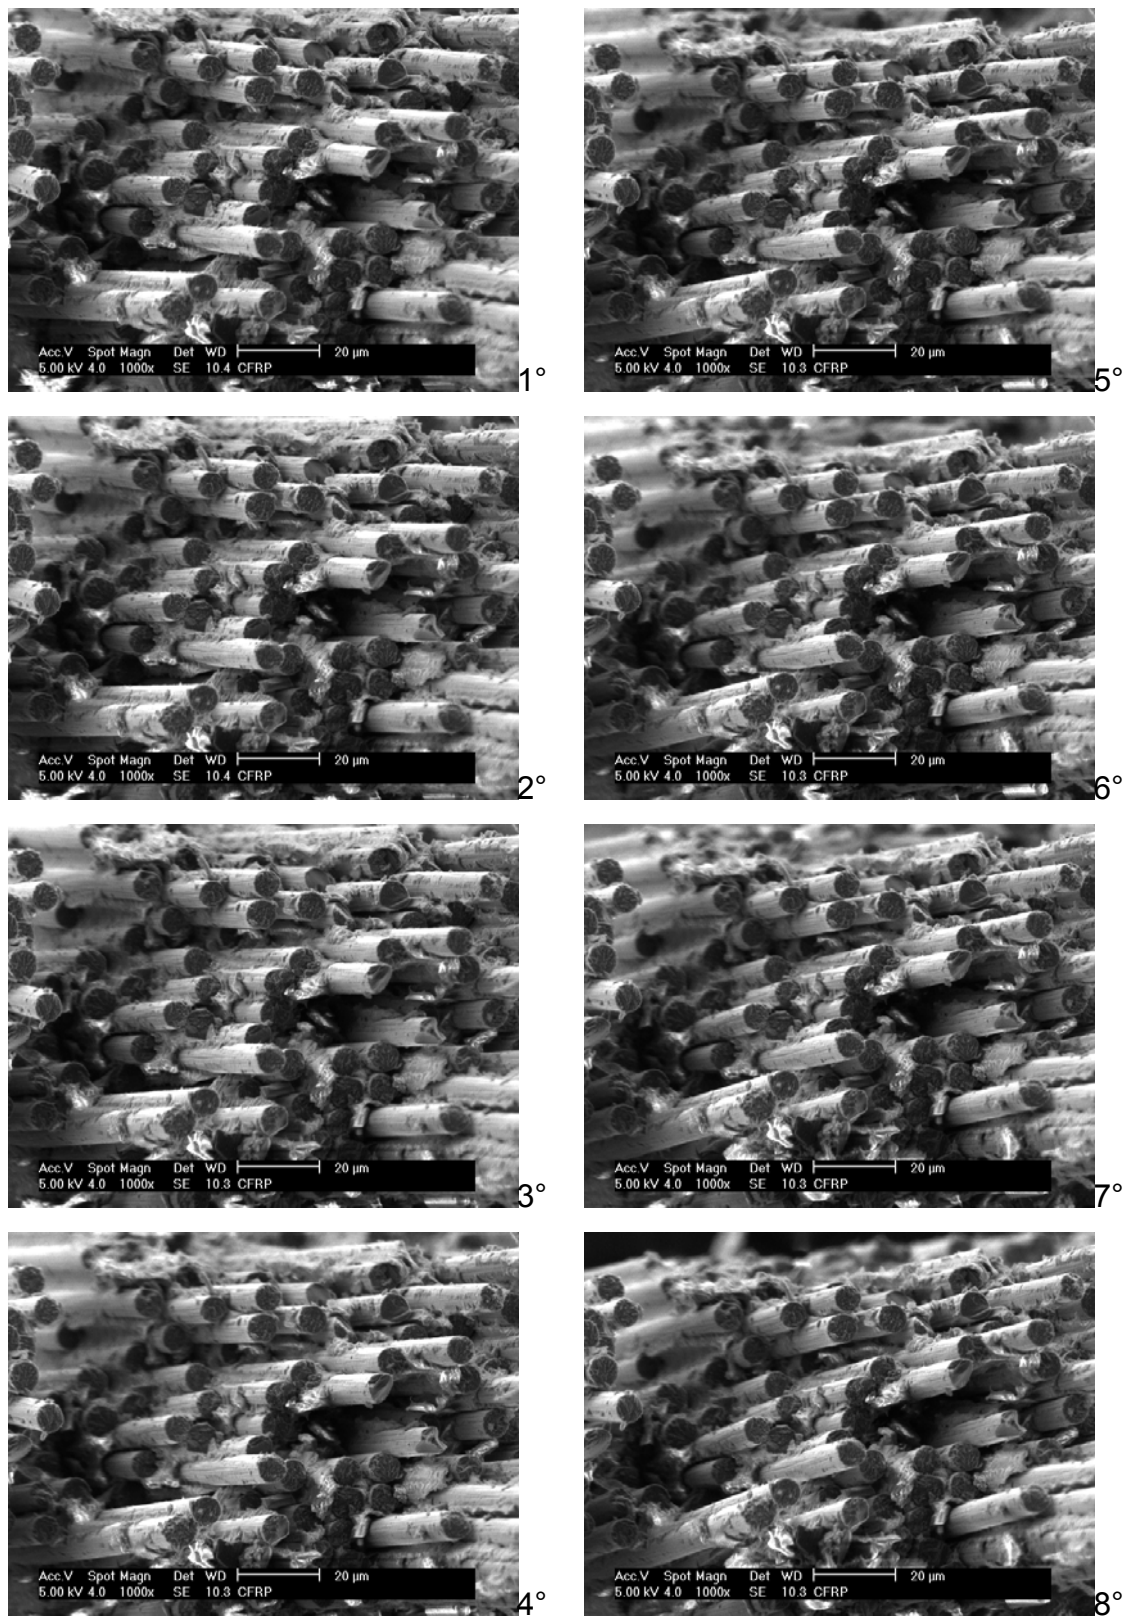 Acc.V Spot Magn Det WD 20 µm
5.00 kV 4.0 1000x SE 10.4 CFRP
1°
Acc.V Spot Magn Det WD 20 µm
5.00 kV 4.0 1000x SE 10.4 CFRP
2°
Acc.V Spot Magn Det WD 20 µm
5.00 kV 4.0 1000x SE 10.3 CFRP
3°
Acc.V Spot Magn Det WD 20 µm
5.00 kV 4.0 1000x SE 10.3 CFRP
4°
Acc.V Spot Magn Det WD 20 µm
5.00 kV 4.0 1000x SE 10.3 CFRP
5°
Acc.V Spot Magn Det WD 20 µm
5.00 kV 4.0 1000x SE 10.3 CFRP
6°
Acc.V Spot Magn Det WD 20 µm
5.00 kV 4.0 1000x SE 10.3 CFRP
7°
Acc.V Spot Magn Det WD 20 µm
5.00 kV 4.0 1000x SE 10.3 CFRP
8°